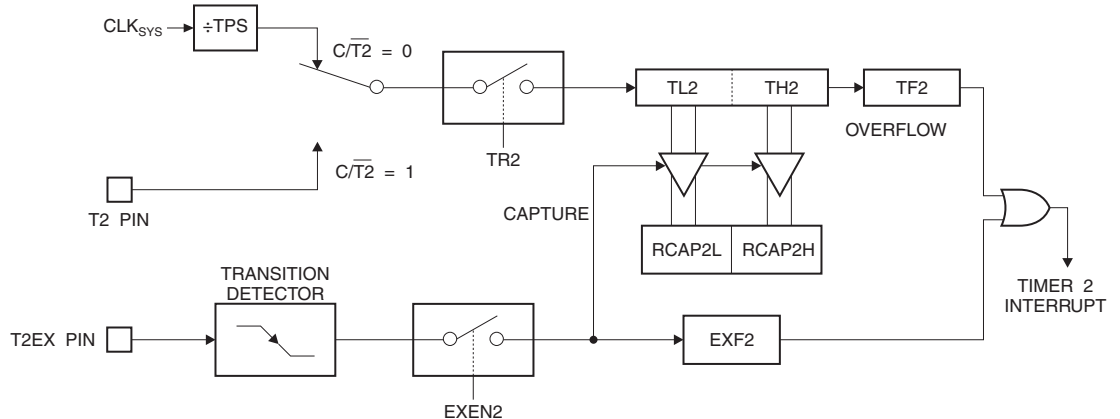 CLKSYS
÷TPS
C/T2 = 0
TL2
TH2
TF2
OVERFLOW
TR2
C/T2 = 1
T2 PIN
CAPTURE
RCAP2L
RCAP2H
TIMER 2
INTERRUPT
TRANSITION
DETECTOR
T2EX PIN
EXF2
EXEN2